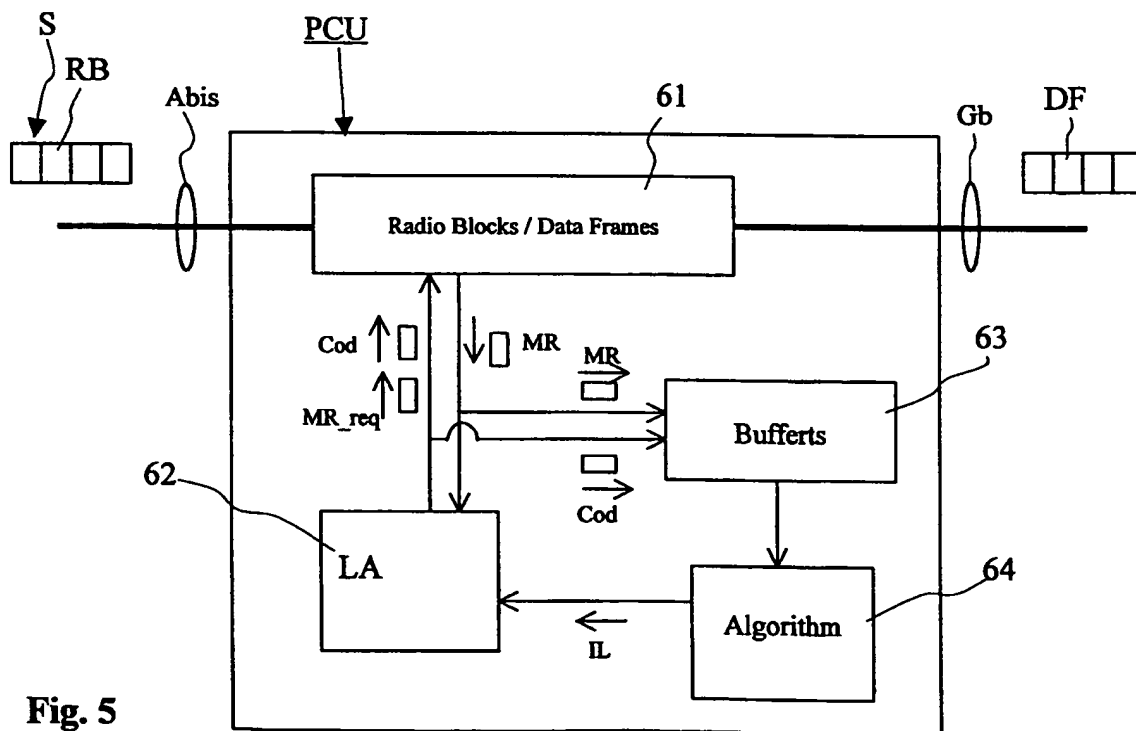 S
PCU
RB
Abis
61
Gb
DF
Radio Blocks / Data Frames
Cod
MR
MR
63
MR_req
Bufferts
62
Cod
LA
64
Algorithm
IL
Fig. 5